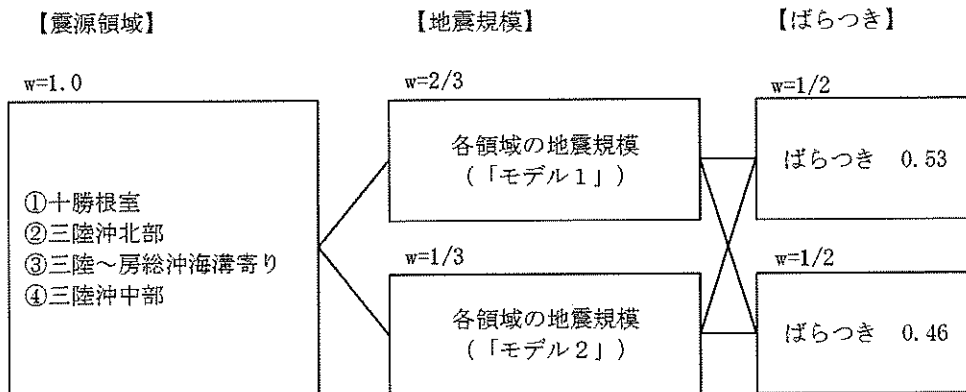 【震源領域】
【地震規模】
【ばらつき】
w=1.0
w=2/3
w=1/2
①十勝根室
②三陸沖北部
③三陸~房総沖海溝寄り
④三陸沖中部
各領域の地震規模
(「モデル1」)
ばらつき 0.53
w=1/3
w=1/2
各領域の地震規模
(「モデル2」)
ばらつき 0.46